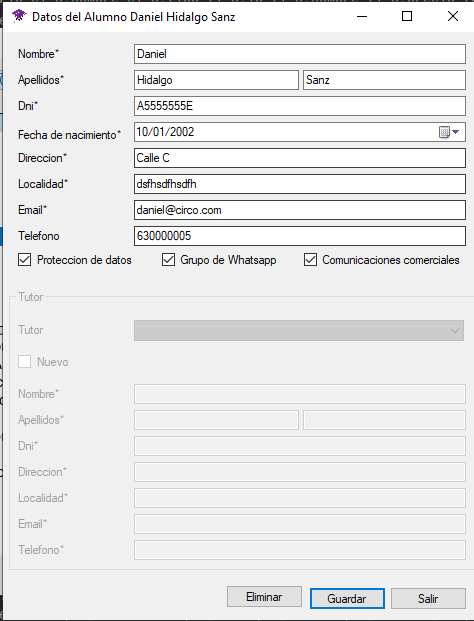 Datos del Alumno Daniel Hidalgo Sanz
Nombre* Daniel
Apellidos* Hidalgo Sanz
Dni* A5555555E
Fecha de nacimiento* 10/01/2002
Direccion* Calle C
Localidad* dsfhsdfhsdfh
Email* daniel@circo.com
Telefono 630000005
Proteccion de datos Grupo de Whatsapp Comunicaciones comerciales
Tutor
Tutor
Nuevo
Nombre*
Apellidos*
Dni*
Direccion*
Localidad*
Email*
Telefono*
Eliminar Guardar Salir